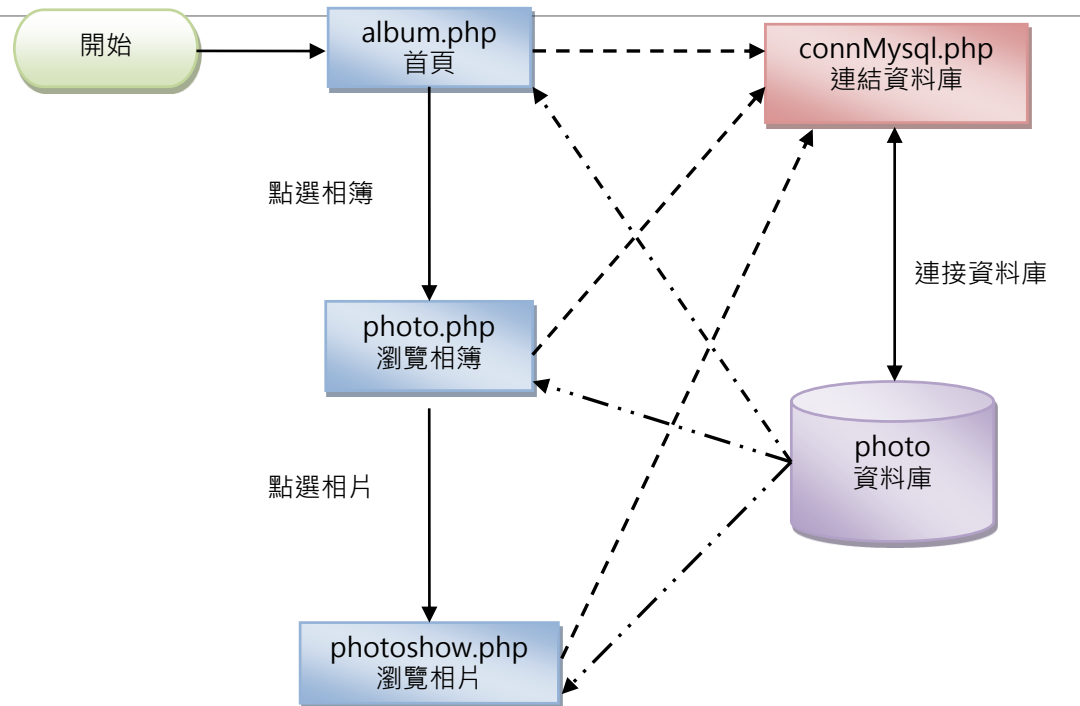 開始
album.php
首頁
connMysql.php
連結資料庫
點選相簿
連接資料庫
photo.php
瀏覽相簿
photo
資料庫
點選相片
photoshow.php
瀏覽相片